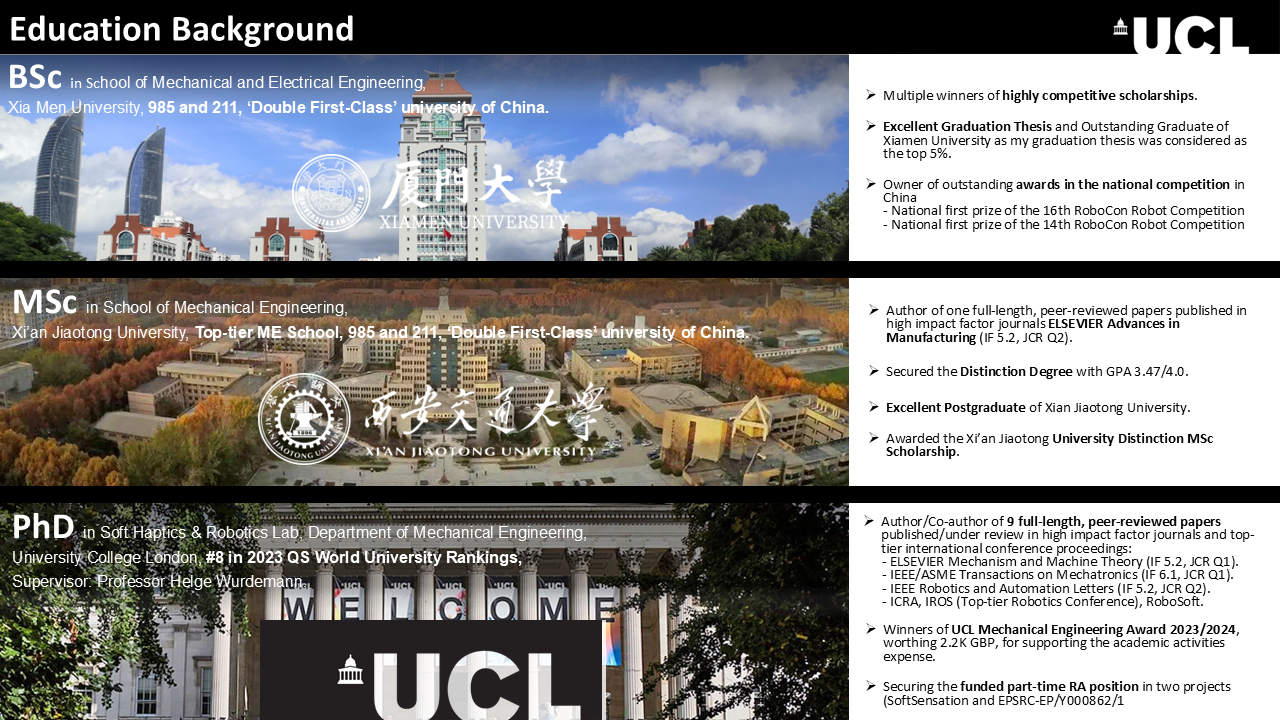 Education Background
UCL
BSc in School of Mechanical and Electrical Engineering,
Xia Men University, 985 and 211, ‘Double First-Class’ university of China.
廈門大學
XIAMEN UNIVERSITY
➢ Multiple winners of highly competitive scholarships.
➢ Excellent Graduation Thesis and Outstanding Graduate of
Xiamen University as my graduation thesis was considered as
the top 5%.
➢ Owner of outstanding awards in the national competition in
China
- National first prize of the 16th RoboCon Robot Competition
- National first prize of the 14th RoboCon Robot Competition
MSc in School of Mechanical Engineering,
Xi’an Jiaotong University, Top-tier ME School, 985 and 211, ‘Double First-Class’ university of China.
1896
西安交通大學
XI'AN JIAOTONG UNIVERSITY
➢ Author of one full-length, peer-reviewed papers published in
high impact factor journals ELSEVIER Advances in
Manufacturing (IF 5.2, JCR Q2).
➢ Secured the Distinction Degree with GPA 3.47/4.0.
➢ Excellent Postgraduate of Xian Jiaotong University.
➢ Awarded the Xi’an Jiaotong University Distinction MSc
Scholarship.
PhD in Soft Haptics & Robotics Lab, Department of Mechanical Engineering,
University College London, #8 in 2023 QS World University Rankings,
Supervisor: Professor Helge Wurdemann.
WELCOME
UCL
➢ Author/Co-author of 9 full-length, peer-reviewed papers
published/under review in high impact factor journals and top-
tier international conference proceedings:
- ELSEVIER Mechanism and Machine Theory (IF 5.2, JCR Q1).
- IEEE/ASME Transactions on Mechatronics (IF 6.1, JCR Q1).
- IEEE Robotics and Automation Letters (IF 5.2, JCR Q2).
- ICRA, IROS (Top-tier Robotics Conference), RoboSoft.
➢ Winners of UCL Mechanical Engineering Award 2023/2024,
worthing 2.2K GBP, for supporting the academic activities
expense.
➢ Securing the funded part-time RA position in two projects
(SoftSensation and EPSRC-EP/Y000862/1